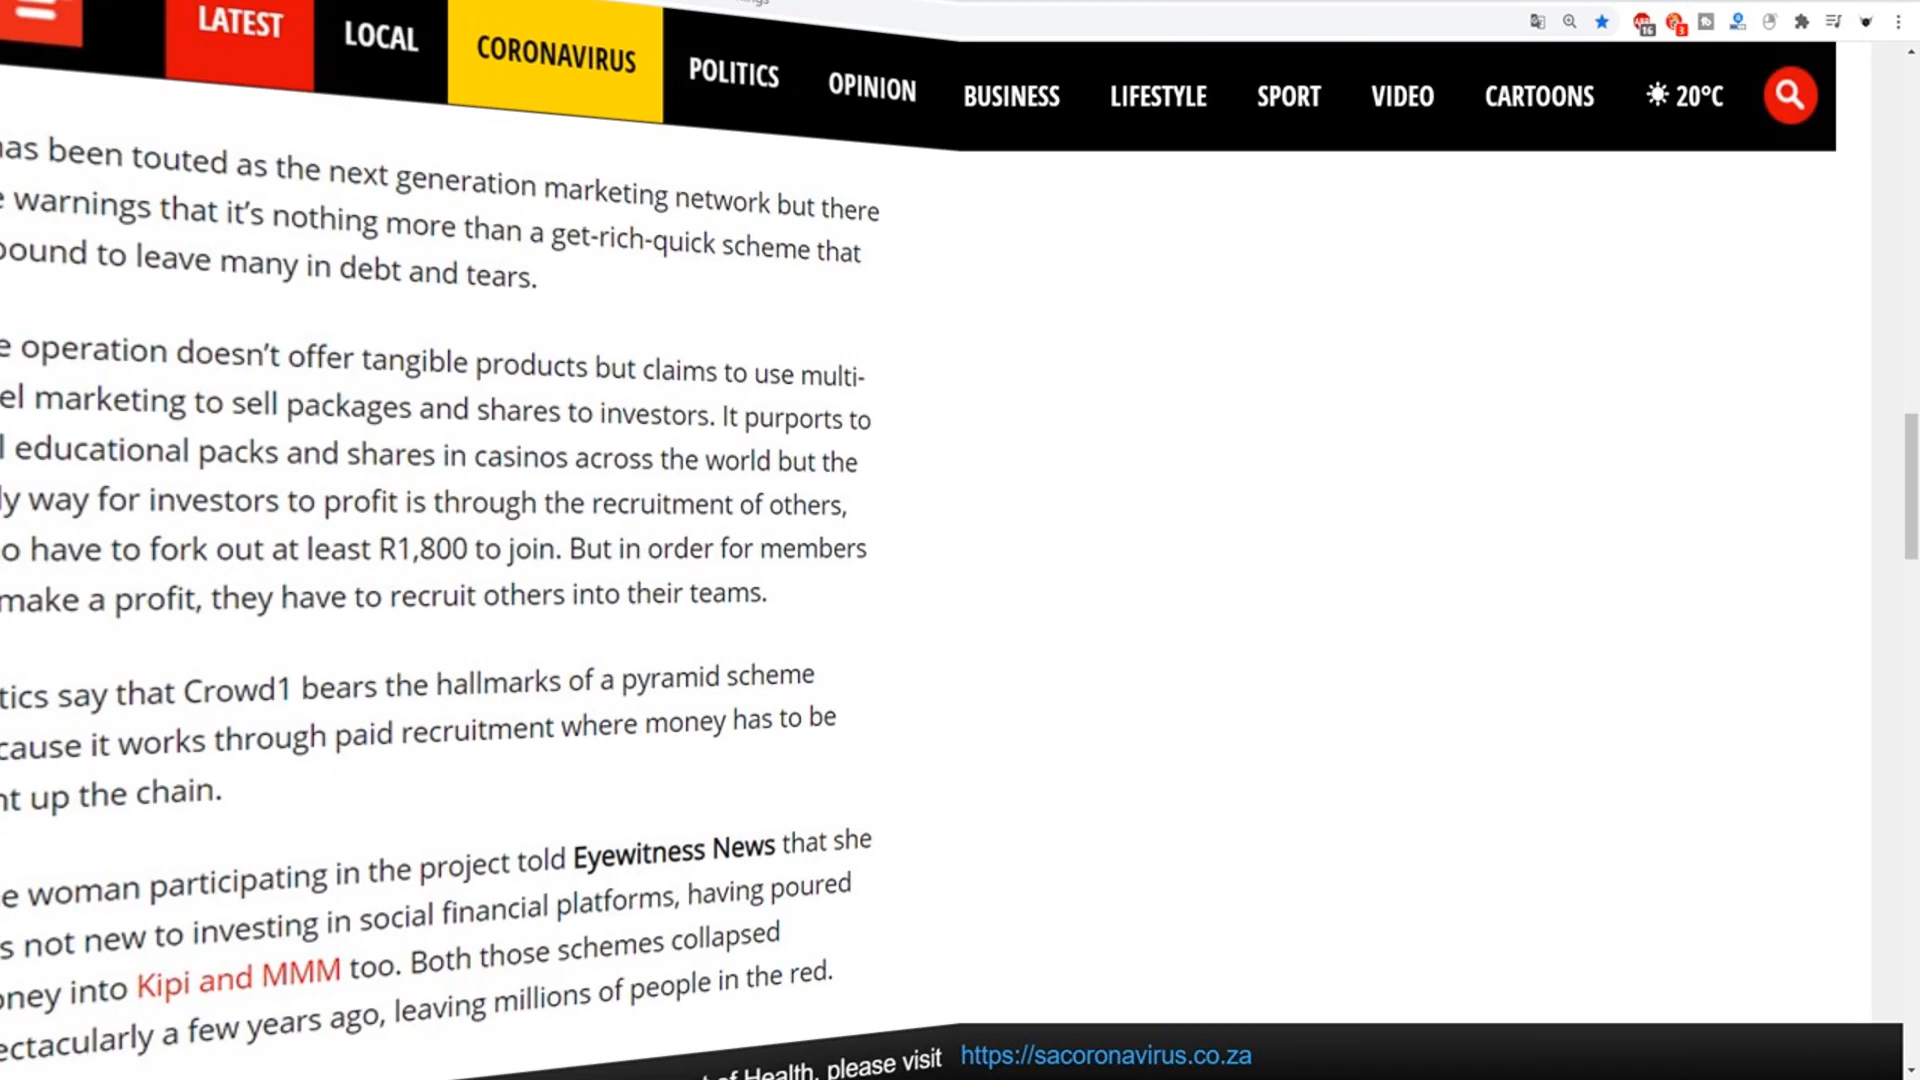 LATEST LOCAL CORONAVIRUS POLITICS OPINION BUSINESS LIFESTYLE SPORT VIDEO CARTOONS 20°C
has been touted as the next generation marketing network but there
warnings that it's nothing more than a get-rich-quick scheme that
bound to leave many in debt and tears.
operation doesn't offer tangible products but claims to use multi-
el marketing to sell packages and shares to investors. It purports to
educational packs and shares in casinos across the world but the
ly way for investors to profit is through the recruitment of others,
o have to fork out at least R1,800 to join. But in order for members
make a profit, they have to recruit others into their teams.
tics say that Crowd1 bears the hallmarks of a pyramid scheme
cause it works through paid recruitment where money has to be
nt up the chain.
e woman participating in the project told Eyewitness News that she
s not new to investing in social financial platforms, having poured
oney into Kipi and MMM too. Both those schemes collapsed
ectacularly a few years ago, leaving millions of people in the red.
of Health, please visit https://sacoronavirus.co.za